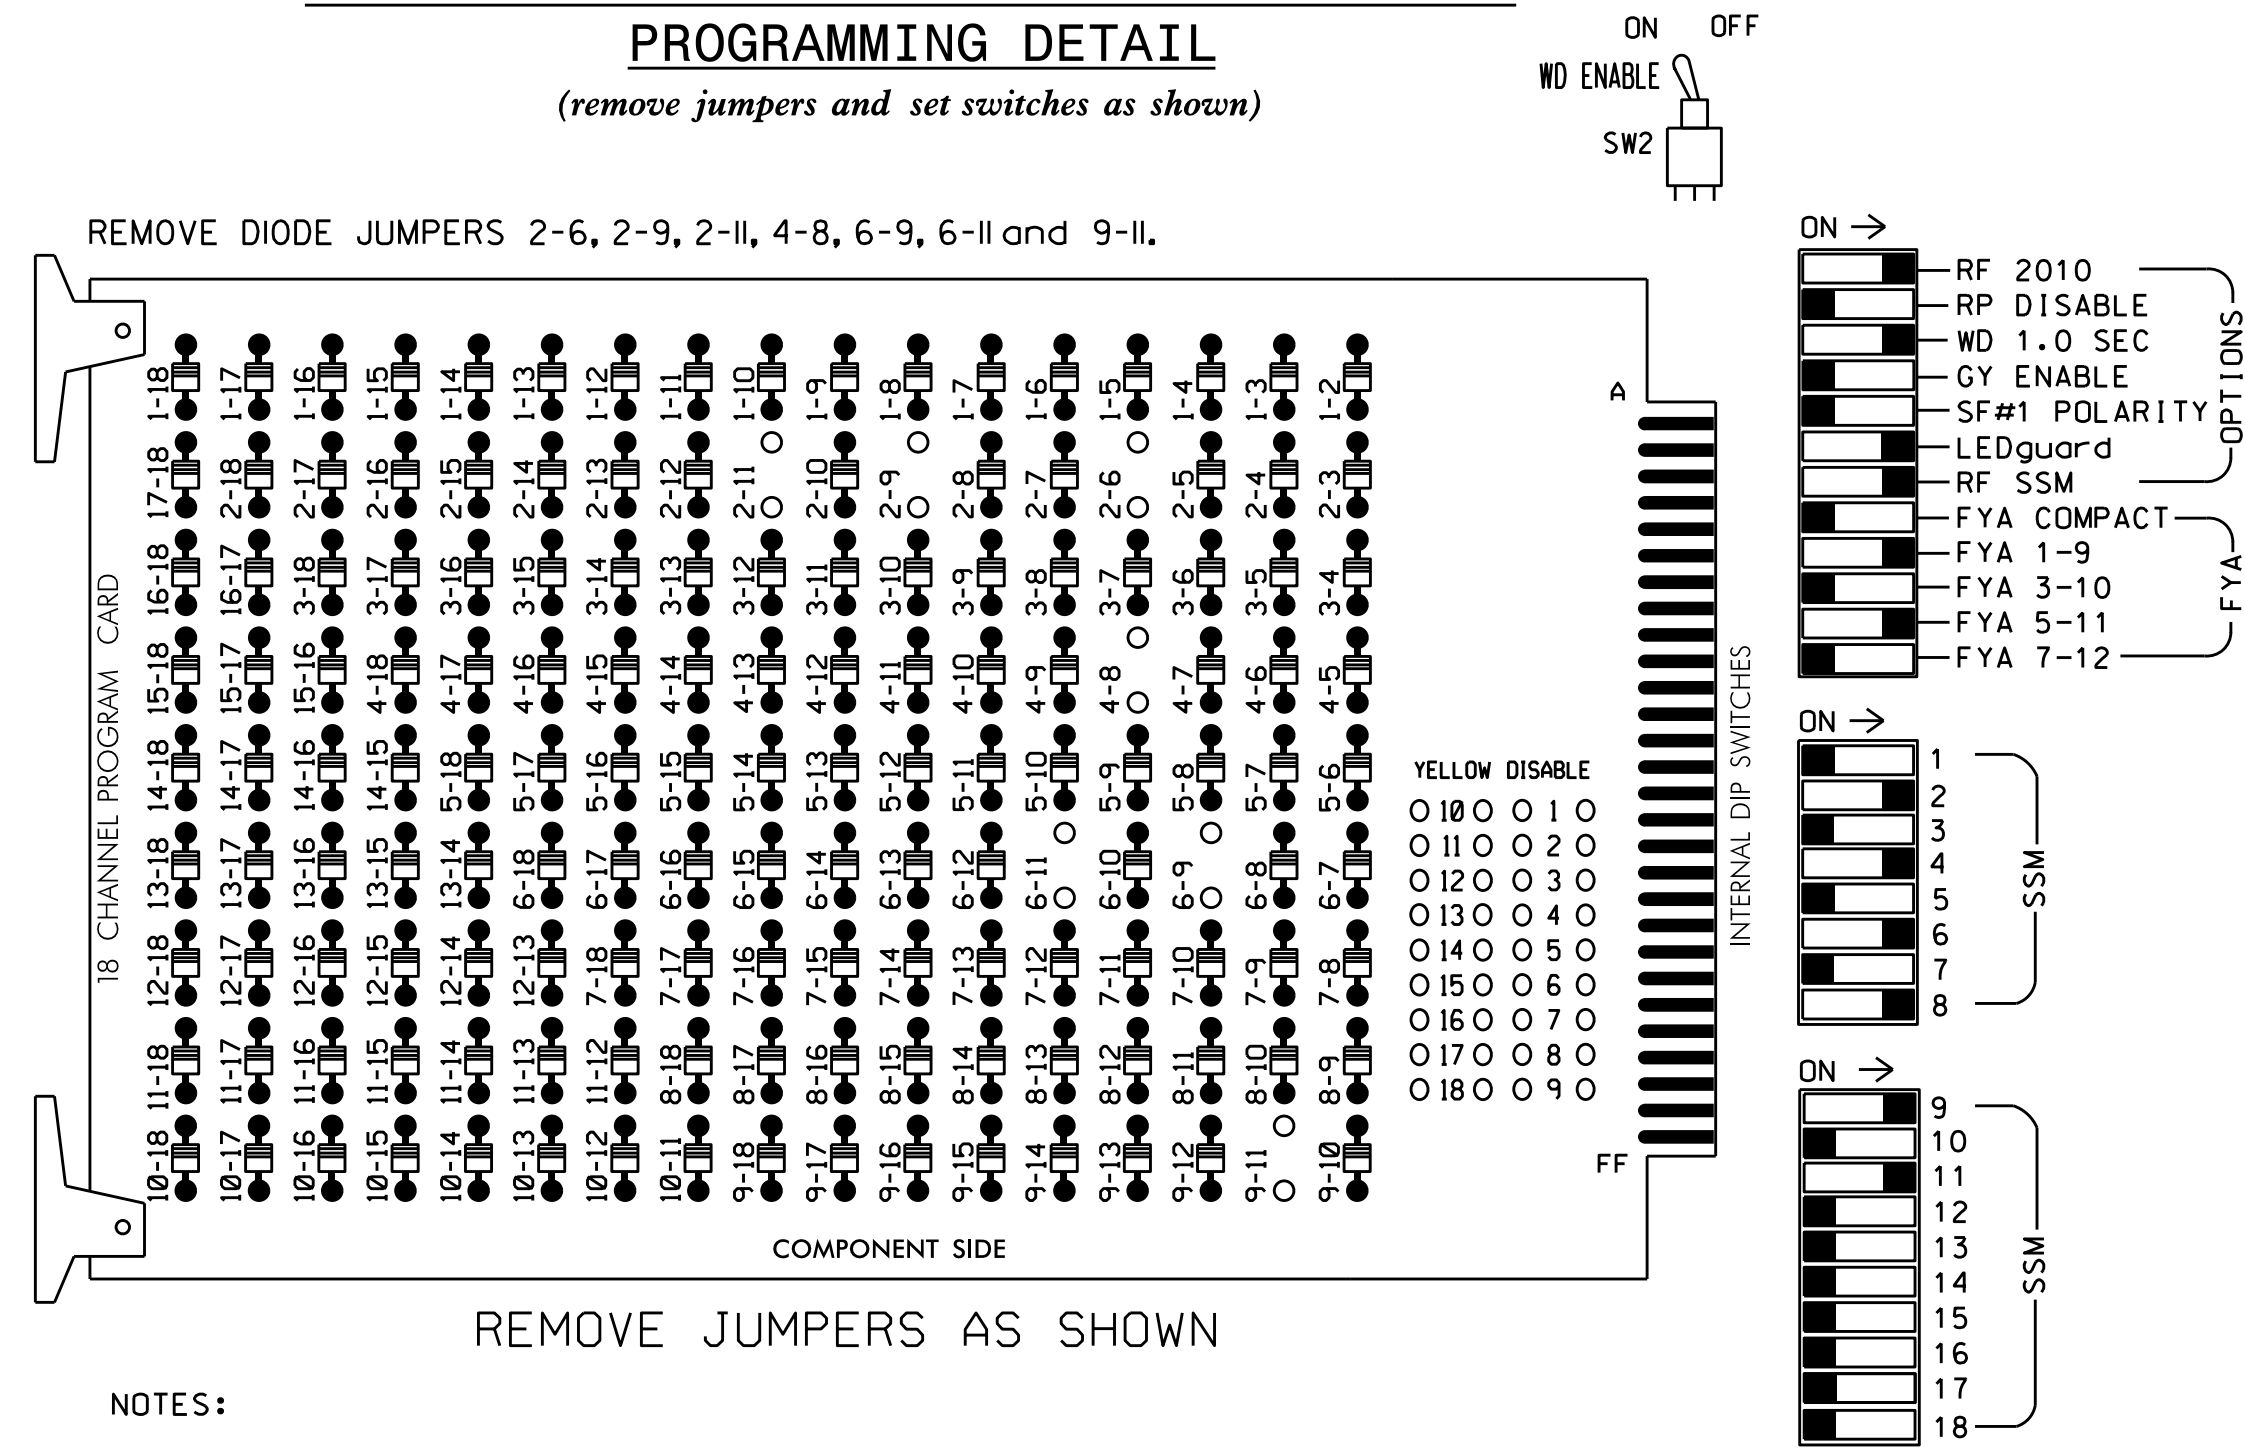 PROGRAMMING DETAIL
(remove jumpers and set switches as shown)
ON OFF
WD ENABLE
SW2
REMOVE DIODE JUMPERS 2-6, 2-9, 2-11, 4-8, 6-9, 6-11 and 9-11.
18 CHANNEL PROGRAM CARD
1-18 1-17 1-16 1-15 1-14 1-13 1-12 1-11 1-10 1-9 1-8 1-7 1-6 1-5 1-4 1-3 1-2
17-18 2-18 2-17 2-16 2-15 2-14 2-13 2-12 2-11 2-10 2-9 2-8 2-7 2-6 2-5 2-4 2-3
16-18 16-17 3-18 3-17 3-16 3-15 3-14 3-13 3-12 3-11 3-10 3-9 3-8 3-7 3-6 3-5 3-4
15-18 15-17 15-16 4-18 4-17 4-16 4-15 4-14 4-13 4-12 4-11 4-10 4-9 4-8 4-7 4-6 4-5
14-18 14-17 14-16 14-15 5-18 5-17 5-16 5-15 5-14 5-13 5-12 5-11 5-10 5-9 5-8 5-7 5-6
13-18 13-17 13-16 13-15 13-14 6-18 6-17 6-16 6-15 6-14 6-13 6-12 6-11 6-10 6-9 6-8 6-7
12-18 12-17 12-16 12-15 12-14 12-13 7-18 7-17 7-16 7-15 7-14 7-13 7-12 7-11 7-10 7-9 7-8
11-18 11-17 11-16 11-15 11-14 11-13 11-12 8-18 8-17 8-16 8-15 8-14 8-13 8-12 8-11 8-10 8-9
10-18 10-17 10-16 10-15 10-14 10-13 10-12 10-11 9-18 9-17 9-16 9-15 9-14 9-13 9-12 9-11 9-10
COMPONENT SIDE
YELLOW DISABLE
10 1
11 2
12 3
13 4
14 5
15 6
16 7
17 8
18 9
A
FF
INTERNAL DIP SWITCHES
ON
RF 2010
RP DISABLE
WD 1.0 SEC
GY ENABLE
SF#1 POLARITY
LEDguard
RF SSM
OPTIONS
FYA COMPACT
FYA 1-9
FYA 3-10
FYA 5-11
FYA 7-12
FYA
ON
1
2
3
4
5
6
7
8
SSM
ON
9
10
11
12
13
14
15
16
17
18
SSM
REMOVE JUMPERS AS SHOWN
NOTES: